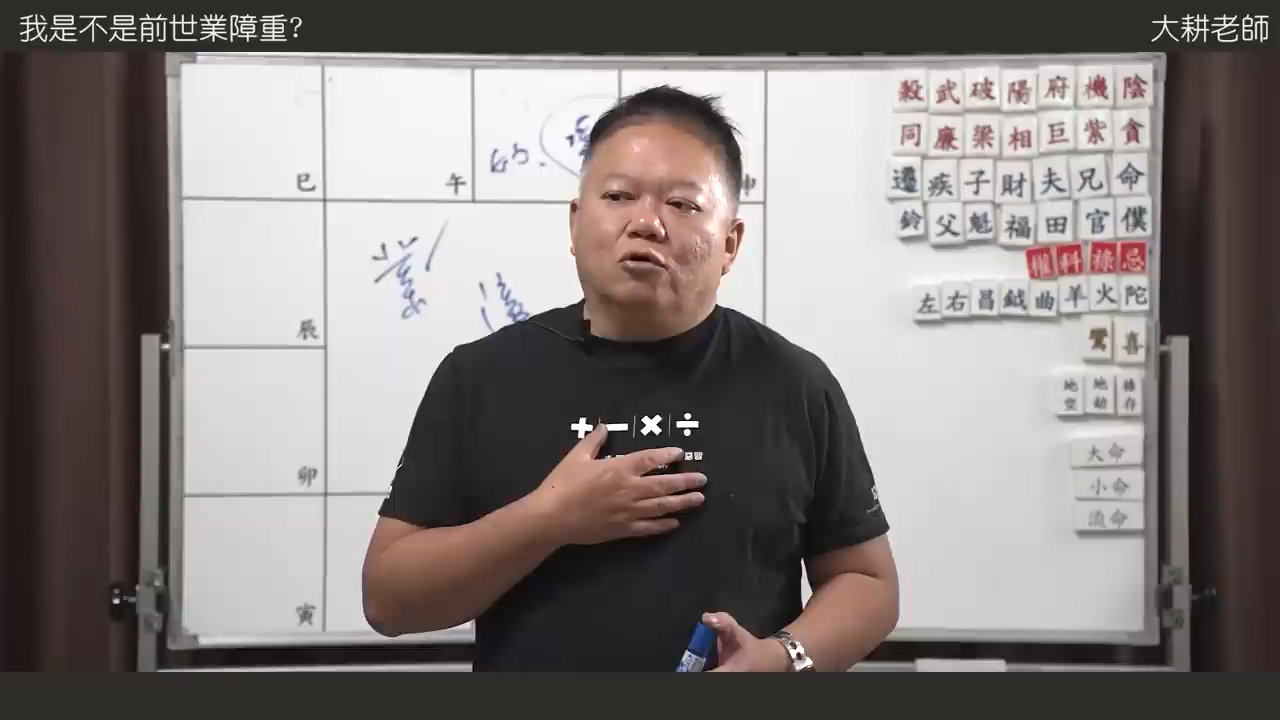 我是不是前世業障重?
大耕老師
殺 武 破 陽 府 機 陰
同 廉 梁 相 巨 紫 貪
遷 疾 子 財 夫 兄 命
鈴 父 魁 福 田 官 僕
權 科 祿 忌
左 右 昌 鉞 曲 羊 火 陀
鸞 喜
地空 地劫 祿存
大命
小命
流命
巳
午
申
的.
業
辰
卯
寅
+ - × ÷